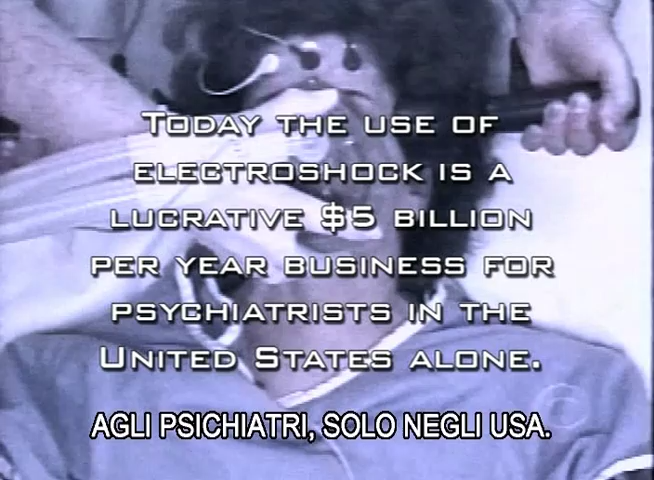 TODAY THE USE OF
ELECTROSHOCK IS A
LUCRATIVE $5 BILLION
PER YEAR BUSINESS FOR
PSYCHIATRISTS IN THE
UNITED STATES ALONE.
AGLI PSICHIATRI, SOLO NEGLI USA.